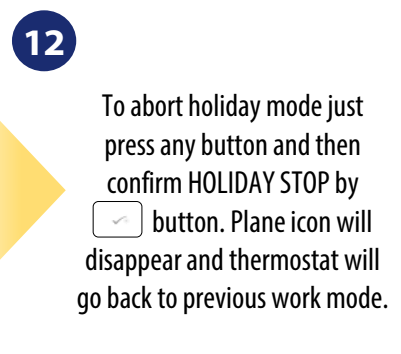 12
To abort holiday mode just
press any button and then
confirm HOLIDAY STOP by
button. Plane icon will
disappear and thermostat will
go back to previous work mode.